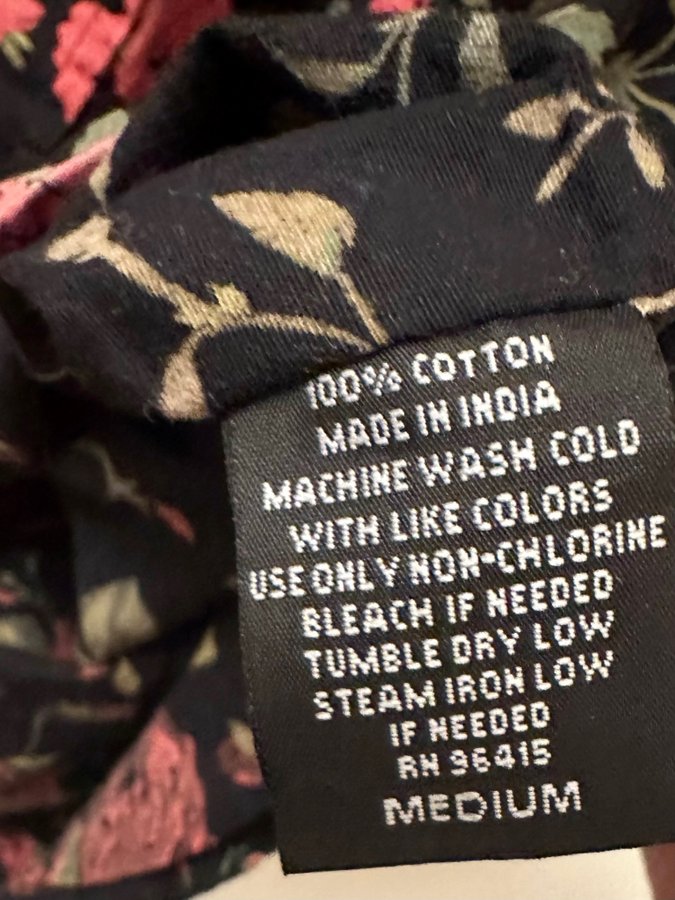 100% COTTON
MADE IN INDIA
MACHINE WASH COLD
WITH LIKE COLORS
USE ONLY NON-CHLORINE
BLEACH IF NEEDED
TUMBLE DRY LOW
STEAM IRON LOW
IF NEEDED
RN 96415
MEDIUM